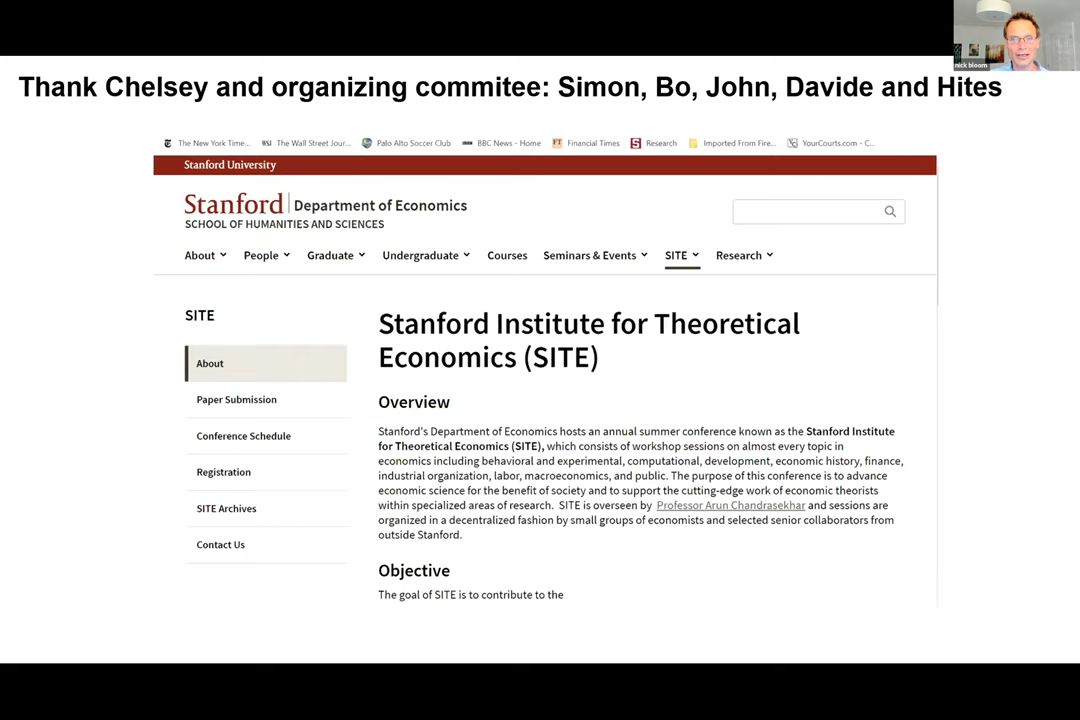 nick bloom
Thank Chelsey and organizing commitee: Simon, Bo, John, Davide and Hites
The New York Time... WSJ The Wall Street Jour... Palo Alto Soccer Club BBC News - Home FT Financial Times S Research Imported From Fire... YourCourts.com - C...
Stanford University
Stanford Department of Economics
SCHOOL OF HUMANITIES AND SCIENCES
About People Graduate Undergraduate Courses Seminars & Events SITE Research
SITE
About
Paper Submission
Conference Schedule
Registration
SITE Archives
Contact Us
Stanford Institute for Theoretical
Economics (SITE)
Overview
Stanford's Department of Economics hosts an annual summer conference known as the Stanford Institute
for Theoretical Economics (SITE), which consists of workshop sessions on almost every topic in
economics including behavioral and experimental, computational, development, economic history, finance,
industrial organization, labor, macroeconomics, and public. The purpose of this conference is to advance
economic science for the benefit of society and to support the cutting-edge work of economic theorists
within specialized areas of research. SITE is overseen by Professor Arun Chandrasekhar and sessions are
organized in a decentralized fashion by small groups of economists and selected senior collaborators from
outside Stanford.
Objective
The goal of SITE is to contribute to the